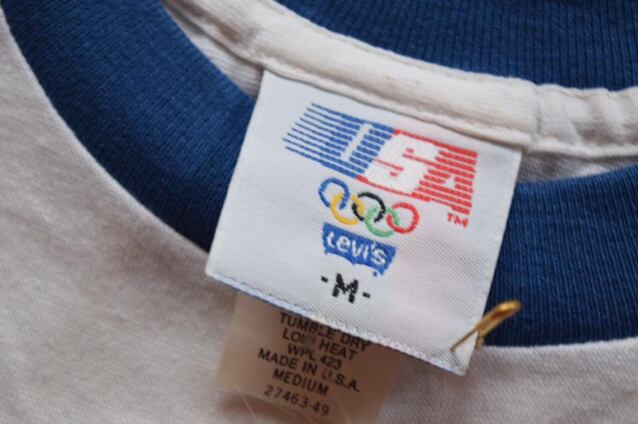 USA
TM
Levi's
-M-
TUMBLE DRY
LOW HEAT
WPL 423
MADE IN U.S.A.
MEDIUM
27463-49